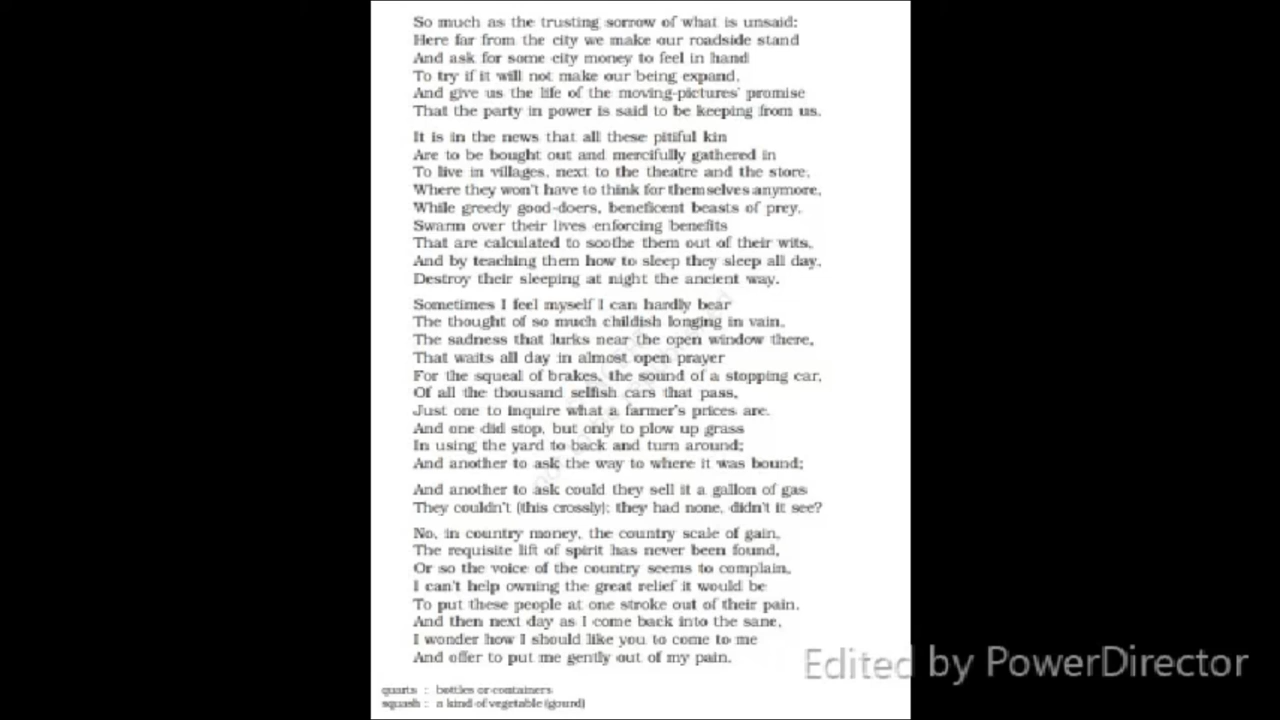 So much as the trusting sorrow of what is unsaid:
Here far from the city we make our roadside stand
And ask for some city money to feel in hand
To try if it will not make our being expand,
And give us the life of the moving-pictures' promise
That the party in power is said to be keeping from us.
It is in the news that all these pitiful kin
Are to be bought out and mercifully gathered in
To live in villages, next to the theatre and the store,
Where they won't have to think for themselves anymore,
While greedy good-doers, beneficent beasts of prey,
Swarm over their lives enforcing benefits
That are calculated to soothe them out of their wits,
And by teaching them how to sleep they sleep all day,
Destroy their sleeping at night the ancient way.
Sometimes I feel myself I can hardly bear
The thought of so much childish longing in vain,
The sadness that lurks near the open window there,
That waits all day in almost open prayer
For the squeal of brakes, the sound of a stopping car,
Of all the thousand selfish cars that pass,
Just one to inquire what a farmer's prices are.
And one did stop, but only to plow up grass
In using the yard to back and turn around;
And another to ask the way to where it was bound;
And another to ask could they sell it a gallon of gas
They couldn't (this crossly); they had none, didn't it see?
No, in country money, the country scale of gain,
The requisite lift of spirit has never been found,
Or so the voice of the country seems to complain,
I can't help owning the great relief it would be
To put these people at one stroke out of their pain.
And then next day as I come back into the sane,
I wonder how I should like you to come to me
And offer to put me gently out of my pain.
quarts : bottles or containers
squash : a kind of vegetable (gourd)
Edited by PowerDirector